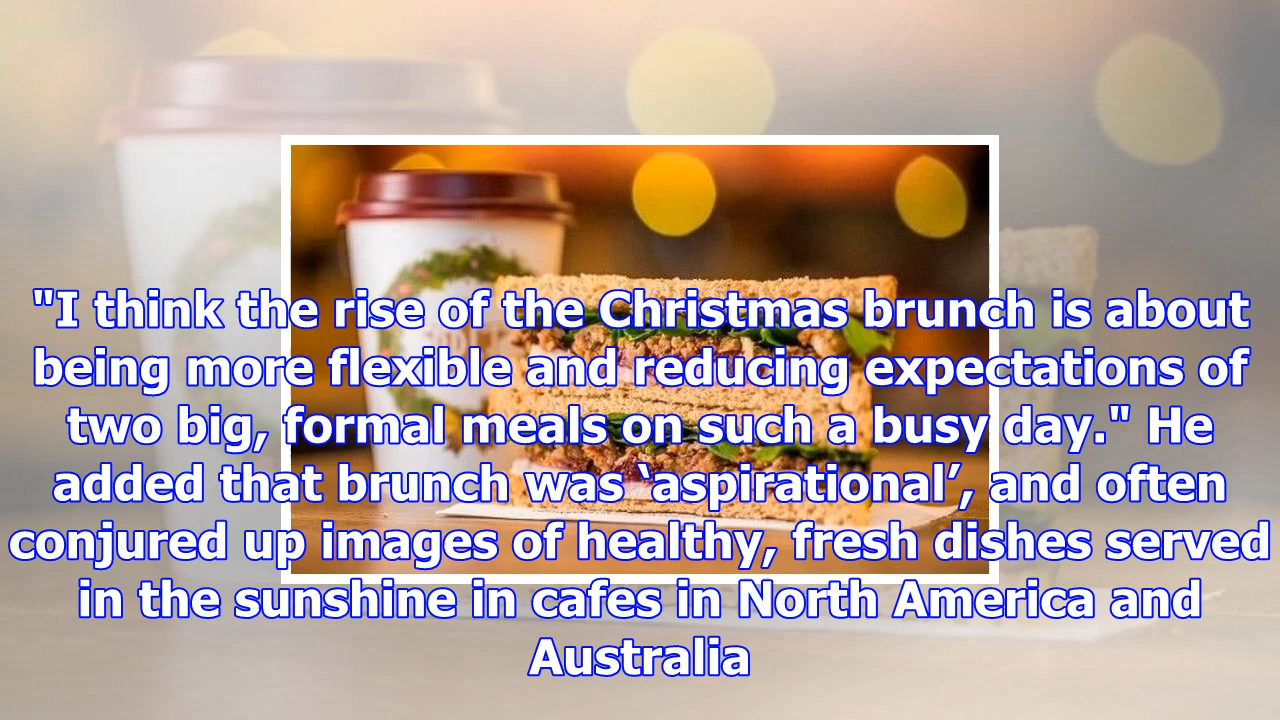 "I think the rise of the Christmas brunch is about
being more flexible and reducing expectations of
two big, formal meals on such a busy day." He
added that brunch was ‘aspirational’, and often
conjured up images of healthy, fresh dishes served
in the sunshine in cafes in North America and
Australia